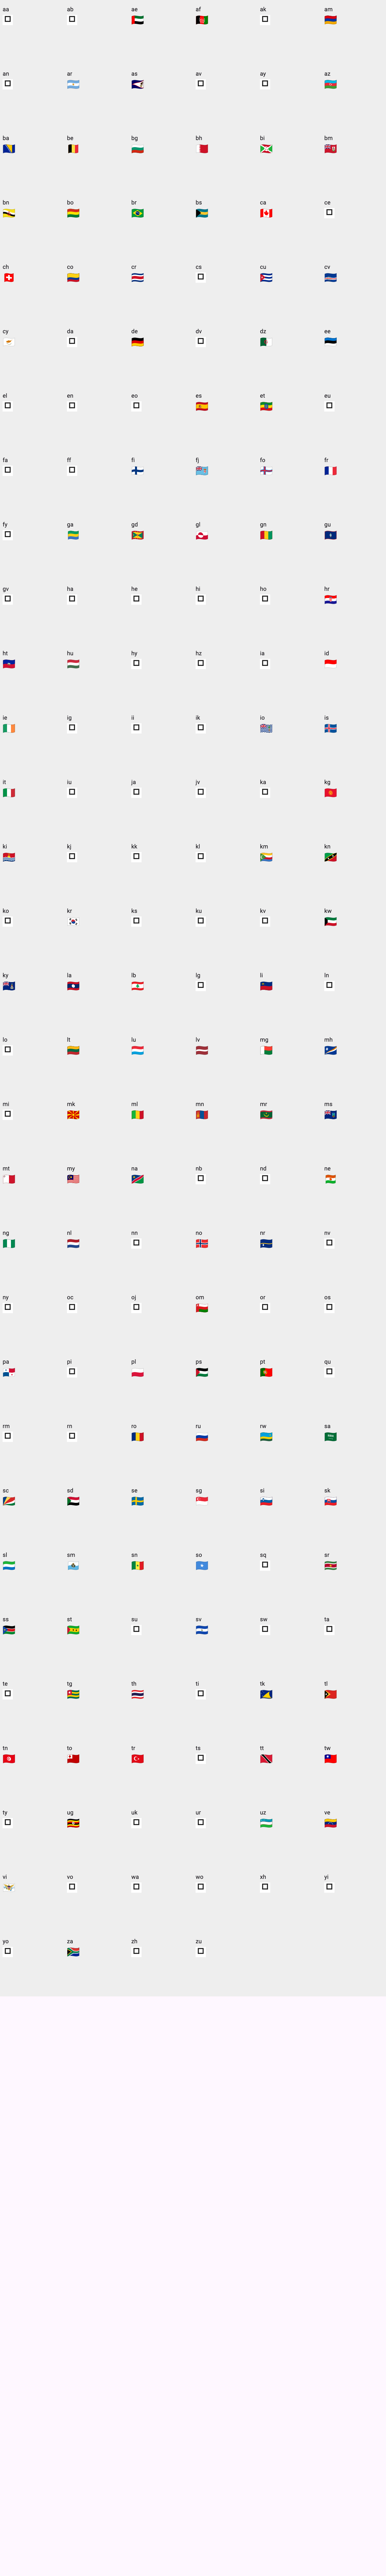 aa ab ae af ak am
an ar as av ay az
ba be bg bh bi bm
bn bo br bs ca ce
ch co cr cs cu cv
cy da de dv dz ee
el en eo es et eu
fa ff fi fj fo fr
fy ga gd gl gn gu
gv ha he hi ho hr
ht hu hy hz ia id
ie ig ii ik io is
it iu ja jv ka kg
ki kj kk kl km kn
ko kr ks ku kv kw
ky la lb lg li ln
lo lt lu lv mg mh
mi mk ml mn mr ms
mt my na nb nd ne
ng nl nn no nr nv
ny oc oj om or os
pa pi pl ps pt qu
rm rn ro ru rw sa
sc sd se sg si sk
sl sm sn so sq sr
ss st su sv sw ta
te tg th ti tk tl
tn to tr ts tt tw
ty ug uk ur uz ve
vi vo wa wo xh yi
yo za zh zu